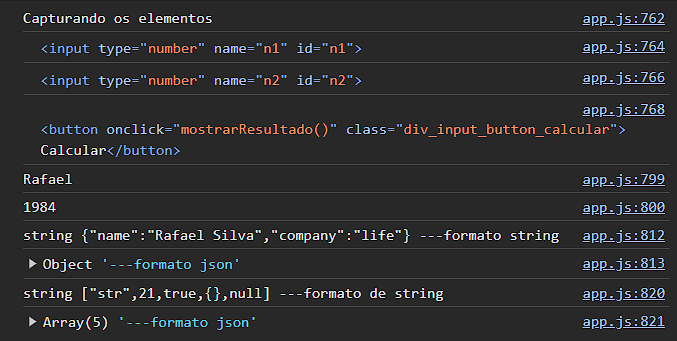 Capturando os elementos app.js:762
<input type="number" name="n1" id="n1"> app.js:764
<input type="number" name="n2" id="n2"> app.js:766
app.js:768
<button onclick="mostrarResultado()" class="div_input_button_calcular">
Calcular</button>
Rafael app.js:799
1984 app.js:800
string {"name":"Rafael Silva","company":"life"} ---formato string app.js:812
Object '---formato json' app.js:813
string ["str",21,true,{},null] ---formato de string app.js:820
Array(5) '---formato json' app.js:821